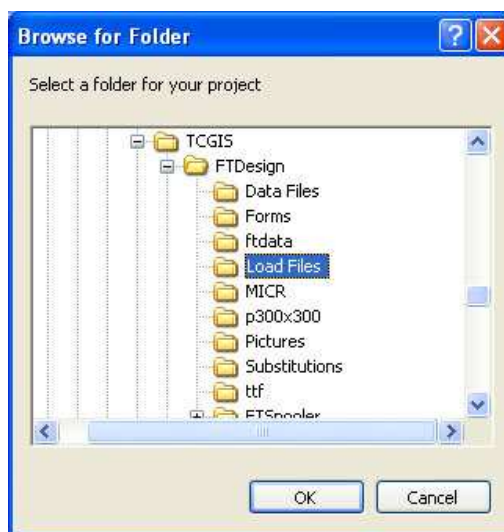 Browse for Folder
Select a folder for your project
TCGIS
FTDesign
Data Files
Forms
ftdata
Load Files
MICR
p300x300
Pictures
Substitutions
ttf
FTSpooler
OK
Cancel